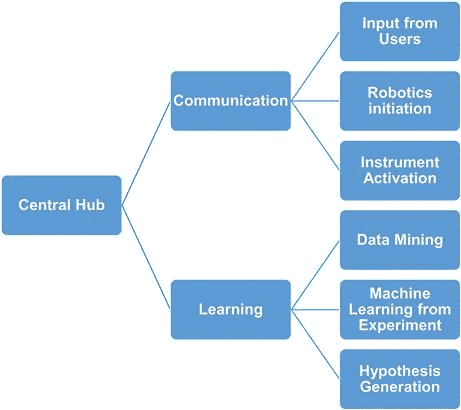 Central Hub
Communication
Input from
Users
Robotics
initiation
Instrument
Activation
Learning
Data Mining
Machine
Learning from
Experiment
Hypothesis
Generation